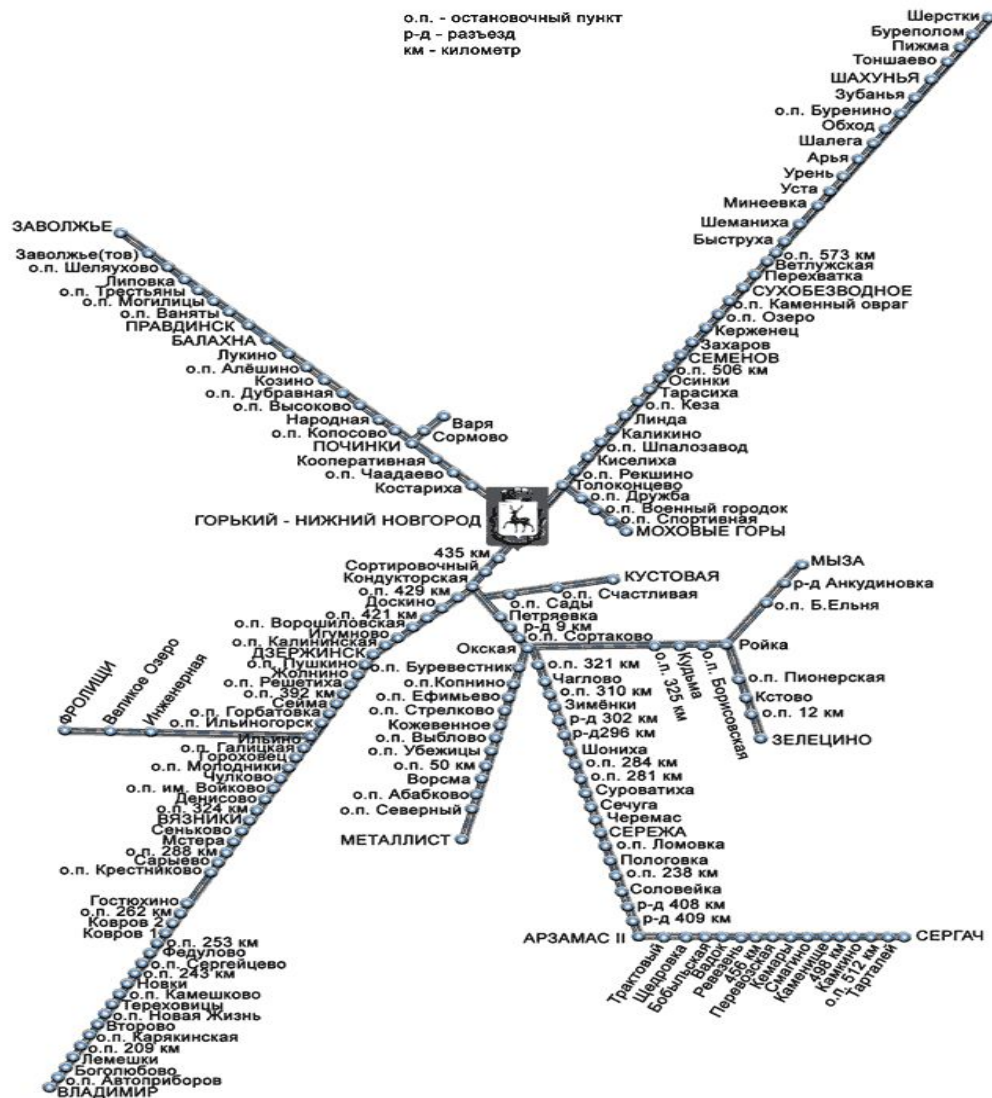 о.п. - остановочный пункт
р-д - разъезд
км - километр
Шерстки
Буреполом
Пижма
Тоншаево
ШАХУНЬЯ
Зубанья
о.п. Буренино
Обход
Шалега
Арья
Урень
Уста
Минеевка
Шеманиха
Быструха
о.п. 573 км
Ветлужская
Перехватка
СУХОБЕЗВОДНОЕ
о.п. Каменный овраг
о.п. Озеро
Керженец
Захаров
СЕМЕНОВ
о.п. 506 км
Осинки
Тарасиха
о.п. Кеза
Линда
Каликино
о.п. Шпалозавод
Киселиха
о.п. Рекшино
Толоконцево
о.п. Дружба
о.п. Военный городок
о.п. Спортивная
МОХОВЫЕ ГОРЫ
ЗАВОЛЖЬЕ
Заволжье(тов)
о.п. Шеляухово
Липовка
о.п. Трестьяны
о.п. Могилицы
о.п. Ваняты
ПРАВДИНСК
БАЛАХНА
Лукино
о.п. Алёшино
Козино
о.п. Дубравная
о.п. Высоково
Народная
о.п. Копосово
ПОЧИНКИ
Варя
Сормово
Кооперативная
о.п. Чаадаево
Костариха
ГОРЬКИЙ - НИЖНИЙ НОВГОРОД
435 км
Сортировочный
Кондукторская
о.п. 429 км
Доскино
о.п. 421 км
о.п. Ворошиловская
Игумново
о.п. Калининская
ДЗЕРЖИНСК
о.п. Пушкино
Жолнино
о.п. Решетиха
о.п. 392 км
Сейма
о.п. Горбатовка
о.п. Ильиногорск
Ильино
ФРОЛИЩИ
Великое Озеро
Инженерная
о.п. Галицкая
Гороховец
о.п. Молодники
Чулково
о.п. им. Войково
Денисово
о.п. 324 км
ВЯЗНИКИ
Сеньково
Мстера
о.п. 288 км
Сарыево
о.п. Крестниково
Гостюхино
о.п. 262 км
Ковров 2
Ковров 1
о.п. 253 км
Федулово
о.п. Сергейцево
о.п. 243 км
Новки
о.п. Камешково
Тереховицы
о.п. Новая Жизнь
Второво
о.п. Карякинская
о.п. 209 км
Лемешки
Боголюбово
о.п. Автоприборов
ВЛАДИМИР
КУСТОВАЯ
о.п. Счастливая
о.п. Сады
Петряевка
р-д 9 км
о.п. Сортаково
Окская
о.п. Буревестник
о.п.Копнино
о.п. Ефимьево
о.п. Стрелково
Кожевенное
о.п. Выблово
о.п. Убежицы
о.п. 50 км
Ворсма
о.п. Абабково
о.п. Северный
МЕТАЛЛИСТ
о.п. 325 км
Кудьма
о.п. Борисовская
Ройка
МЫЗА
р-д Анкудиновка
о.п. Б.Ельня
о.п. Пионерская
Кстово
о.п. 12 км
ЗЕЛЕЦИНО
о.п. 321 км
Чаглово
о.п. 310 км
Зимёнки
р-д 302 км
р-д296 км
Шониха
о.п. 284 км
о.п. 281 км
Суроватиха
Сечуга
Черемас
СЕРЕЖА
о.п. Ломовка
Пологовка
о.п. 238 км
Соловейка
р-д 408 км
р-д 409 км
АРЗАМАС II
Трактовый
Щедровка
Бобыльская
Вадок
Ревезень
456 км
Перевозская
Кемары
Смагино
Каменище
498 км
Какино
о.п. 512 км
Тарталей
СЕРГАЧ